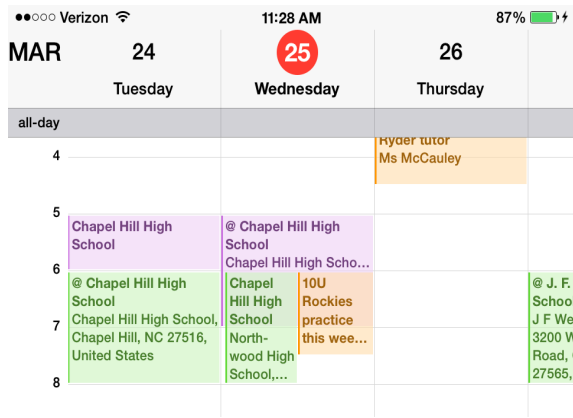 Verizon 11:28 AM 87%
MAR 24 25 26
Tuesday Wednesday Thursday
all-day
4
5
6
7
8
Chapel Hill High
School
@ Chapel Hill High
School
Chapel Hill High School,
Chapel Hill, NC 27516,
United States
@ Chapel Hill High
School
Chapel Hill High Scho...
Chapel
Hill High
School
North-
wood High
School,...
10U
Rockies
practice
this wee...
Ryder tutor
Ms McCauley
@ J. F.
Schoo
J F We
3200 W
Road,
27565,